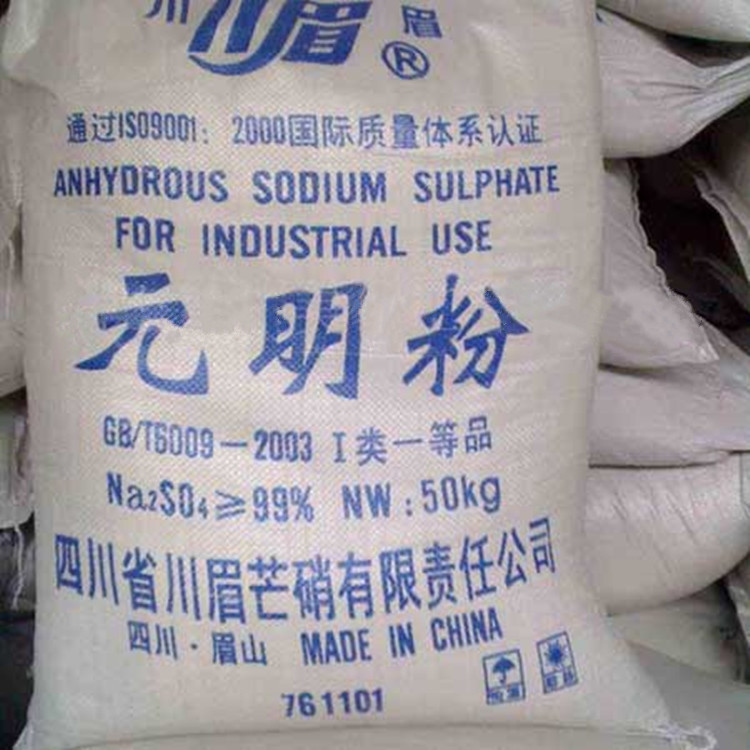 川眉
川 眉
®
通过ISO9001:2000国际质量体系认证
ANHYDROUS SODIUM SULPHATE
FOR INDUSTRIAL USE
元明粉
GB/T6009-2003 I类一等品
Na₂SO₄≥99% NW:50kg
四川省川眉芒硝有限责任公司
四川·眉山 MADE IN CHINA
761101